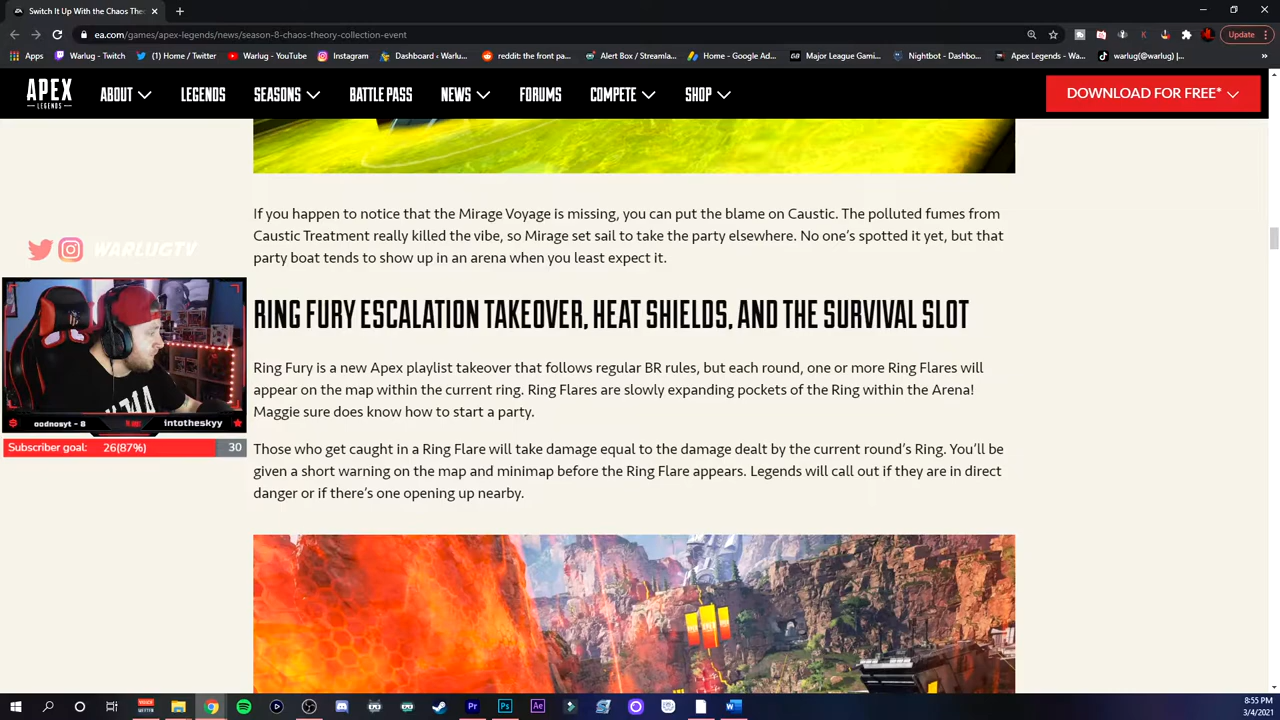 Switch It Up with the Chaos The
ea.com/games/apex-legends/news/season-8-chaos-theory-collection-event
Update
Apps
Warlug - Twitch
(1) Home / Twitter
Warlug - YouTube
Instagram
Dashboard - Warlu...
reddit: the front pa...
Alert Box / Streamla...
Home - Google Ad...
Major League Gami...
Nightbot - Dashbo...
Apex Legends - Wa...
warlug(@warlug) |...
APEX
LEGENDS
ABOUT
LEGENDS
SEASONS
BATTLE PASS
NEWS
FORUMS
COMPETE
SHOP
DOWNLOAD FOR FREE*
If you happen to notice that the Mirage Voyage is missing, you can put the blame on Caustic. The polluted fumes from
Caustic Treatment really killed the vibe, so Mirage set sail to take the party elsewhere. No one's spotted it yet, but that
party boat tends to show up in an arena when you least expect it.
RING FURY ESCALATION TAKEOVER, HEAT SHIELDS, AND THE SURVIVAL SLOT
Ring Fury is a new Apex playlist takeover that follows regular BR rules, but each round, one or more Ring Flares will
appear on the map within the current ring. Ring Flares are slowly expanding pockets of the Ring within the Arena!
Maggie sure does know how to start a party.
Those who get caught in a Ring Flare will take damage equal to the damage dealt by the current round's Ring. You'll be
given a short warning on the map and minimap before the Ring Flare appears. Legends will call out if they are in direct
danger or if there's one opening up nearby.
WARLUGTV
oodnosyt - 8
intotheskyy
Subscriber goal:
26(87%)
30
8:55 PM
3/4/2021